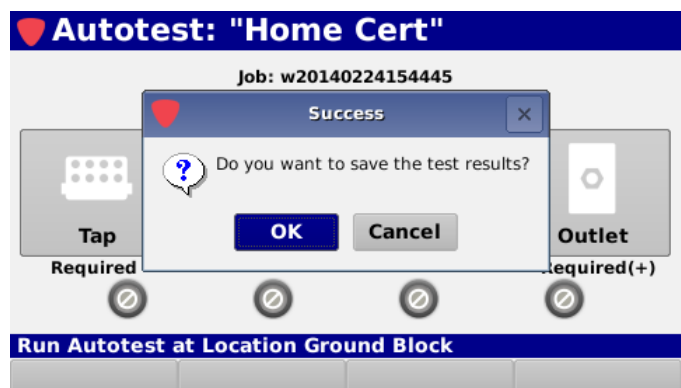 Autotest: "Home Cert"
Job: w20140224154445
Success
Do you want to save the test results?
OK
Cancel
Tap
Outlet
Required
Required(+)
Run Autotest at Location Ground Block